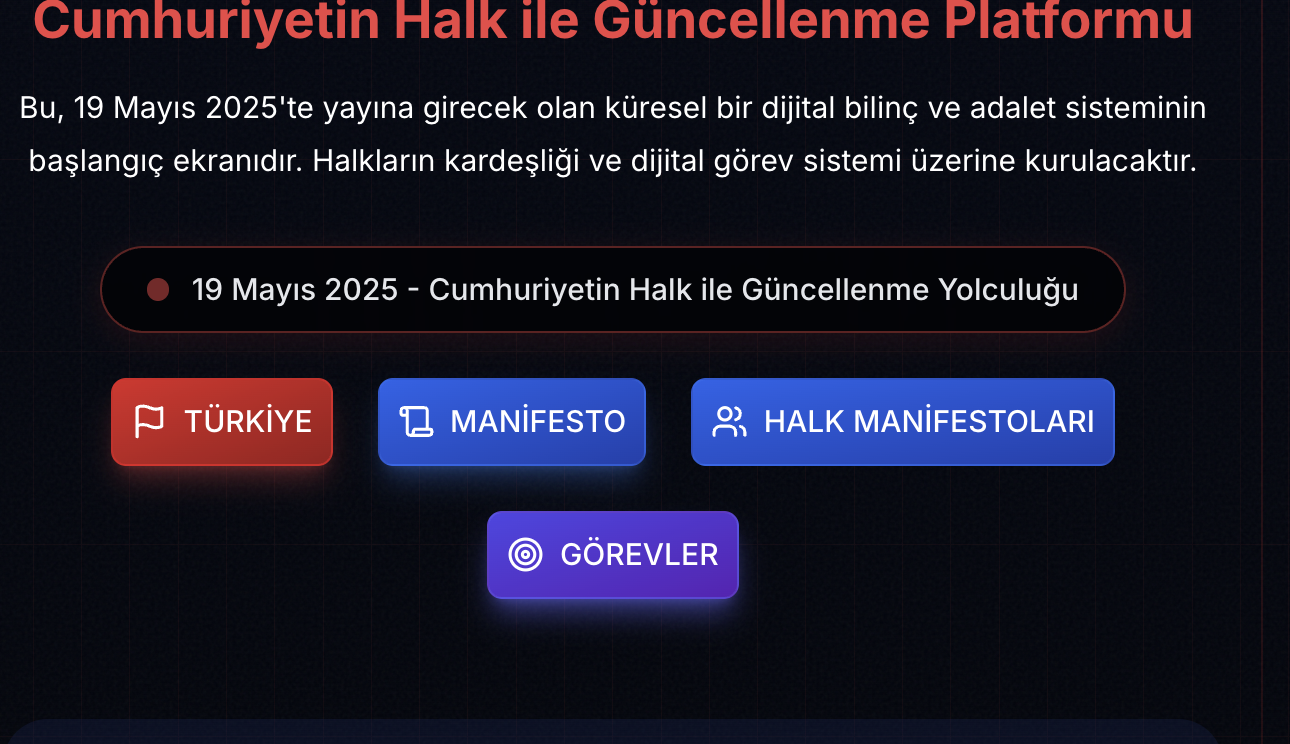 Cumhuriyetin Halk ile Güncellenme Platformu
Bu, 19 Mayıs 2025'te yayına girecek olan küresel bir dijital bilinç ve adalet sisteminin
başlangıç ekranıdır. Halkların kardeşliği ve dijital görev sistemi üzerine kurulacaktır.
19 Mayıs 2025 - Cumhuriyetin Halk ile Güncellenme Yolculuğu
TÜRKİYE
MANİFESTO
HALK MANİFESTOLARI
GÖREVLER